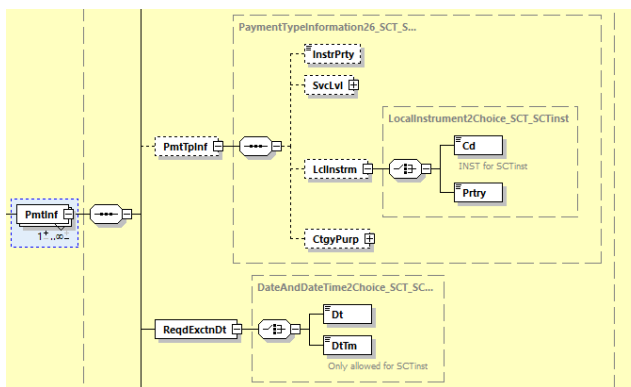 PaymentTypeInformation26_SCT_S...
InstrPrty
SvcLvl
LocalInstrument2Choice_SCT_SCTinst
PmtTpInf
LclInstrm
Cd
INST for SCTinst
Prtry
PmtInf
1..∞
CtgyPurp
DateAndDateTime2Choice_SCT_SC...
ReqdExctnDt
Dt
DtTm
Only allowed for SCTinst